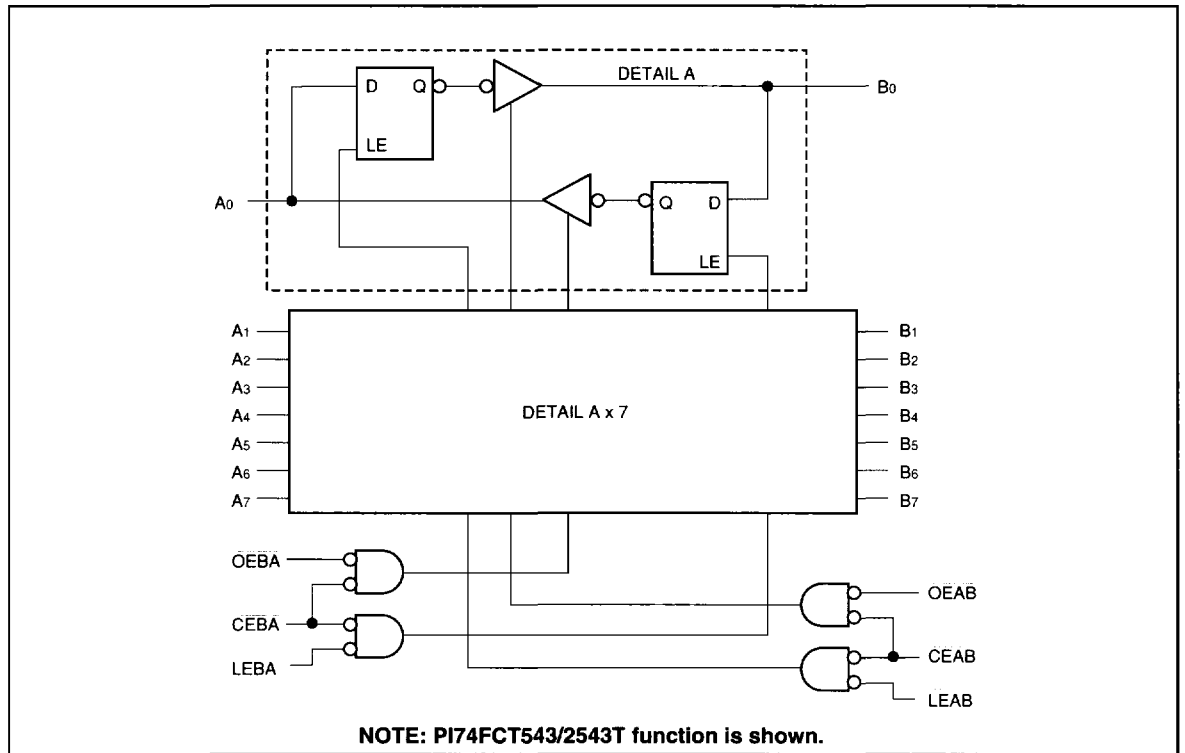 DETAIL A
D Q
LE
B0
A0
Q D
LE
A1
A2
A3
A4
A5
A6
A7
DETAIL A x 7
B1
B2
B3
B4
B5
B6
B7
OEBA
CEBA
LEBA
OEAB
CEAB
LEAB
NOTE: PI74FCT543/2543T function is shown.